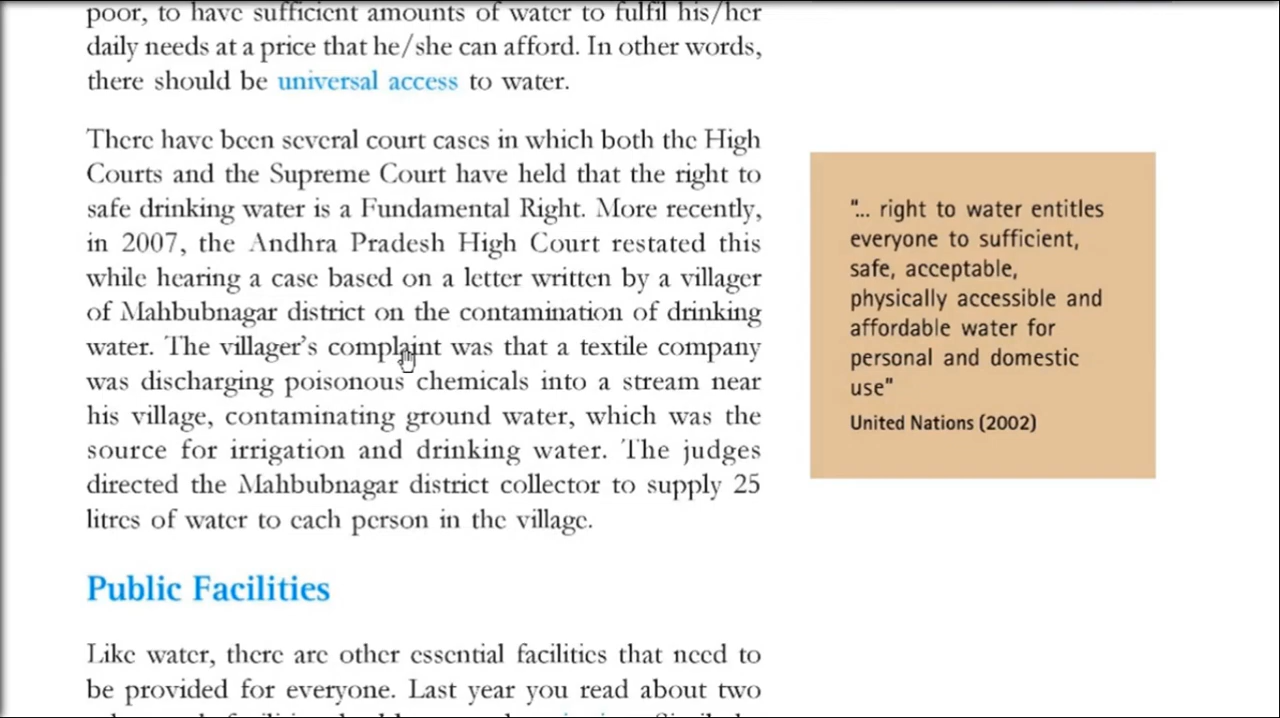 poor, to have sufficient amounts of water to fulfil his/her
daily needs at a price that he/she can afford. In other words,
there should be universal access to water.
There have been several court cases in which both the High
Courts and the Supreme Court have held that the right to
safe drinking water is a Fundamental Right. More recently,
in 2007, the Andhra Pradesh High Court restated this
while hearing a case based on a letter written by a villager
of Mahbubnagar district on the contamination of drinking
water. The villager's complaint was that a textile company
was discharging poisonous chemicals into a stream near
his village, contaminating ground water, which was the
source for irrigation and drinking water. The judges
directed the Mahbubnagar district collector to supply 25
litres of water to each person in the village.
Public Facilities
Like water, there are other essential facilities that need to
be provided for everyone. Last year you read about two
"... right to water entitles
everyone to sufficient,
safe, acceptable,
physically accessible and
affordable water for
personal and domestic
use"
United Nations (2002)